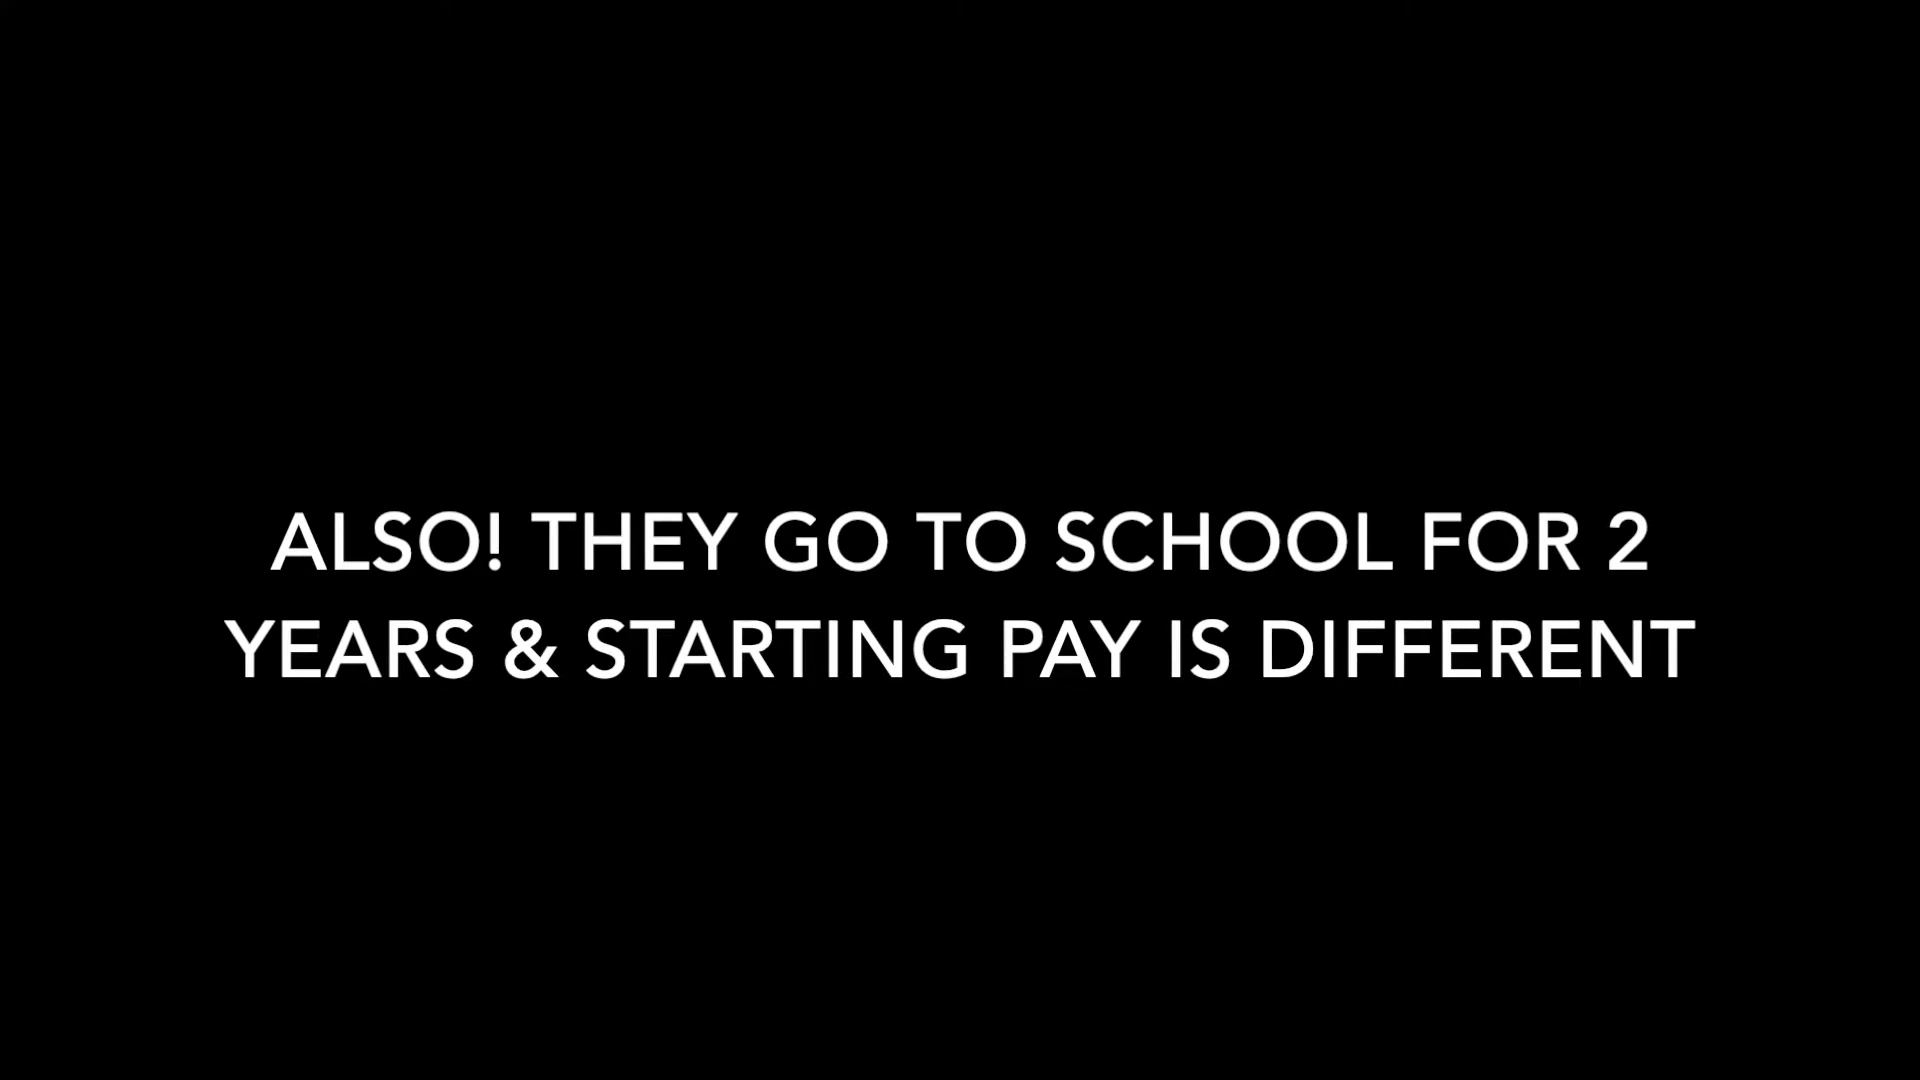 ALSO! THEY GO TO SCHOOL FOR 2
YEARS & STARTING PAY IS DIFFERENT